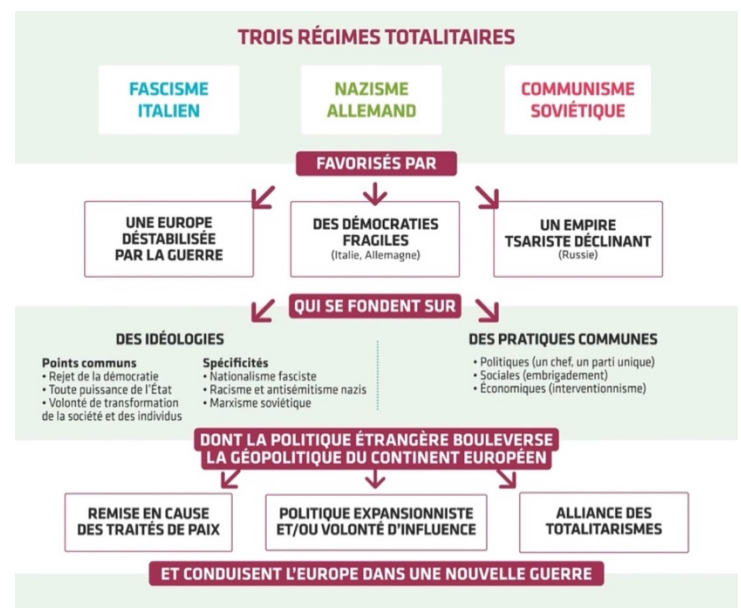 TROIS RÉGIMES TOTALITAIRES
FASCISME
ITALIEN
NAZISME
ALLEMAND
COMMUNISME
SOVIÉTIQUE
FAVORISÉS PAR
UNE EUROPE
DÉSTABILISÉE
PAR LA GUERRE
DES DÉMOCRATIES
FRAGILES
(Italie, Allemagne)
UN EMPIRE
TSARISTE DÉCLINANT
(Russie)
QUI SE FONDENT SUR
DES IDÉOLOGIES
Points communs
• Rejet de la démocratie
• Toute puissance de l'État
• Volonté de transformation
de la société et des individus
Spécificités
• Nationalisme fasciste
• Racisme et antisémitisme nazis
• Marxisme soviétique
DES PRATIQUES COMMUNES
• Politiques (un chef, un parti unique)
• Sociales (embrigadement)
• Économiques (interventionnisme)
DONT LA POLITIQUE ÉTRANGÈRE BOULEVERSE
LA GÉOPOLITIQUE DU CONTINENT EUROPÉEN
REMISE EN CAUSE
DES TRAITÉS DE PAIX
POLITIQUE EXPANSIONNISTE
ET/OU VOLONTÉ D'INFLUENCE
ALLIANCE DES
TOTALITARISMES
ET CONDUISENT L'EUROPE DANS UNE NOUVELLE GUERRE